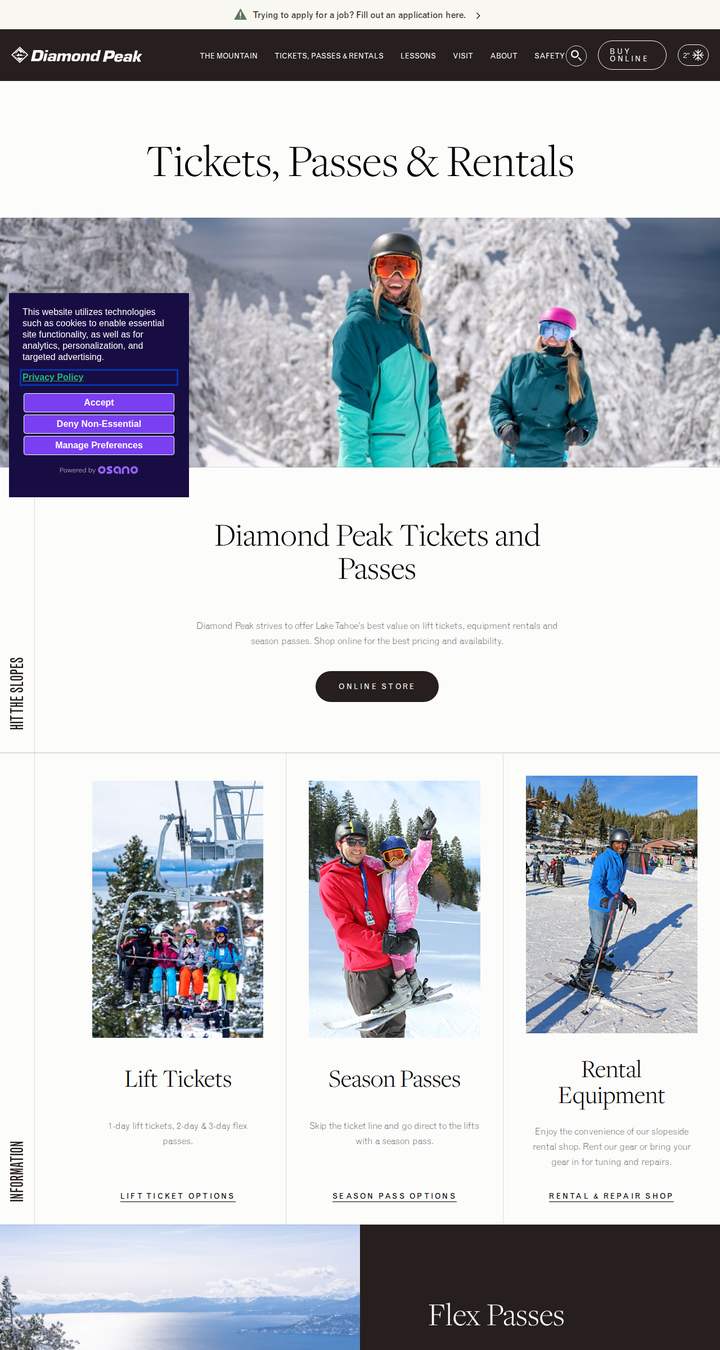 Trying to apply for a job? Fill out an application here.
Diamond Peak
THE MOUNTAIN
TICKETS, PASSES & RENTALS
LESSONS
VISIT
ABOUT
SAFETY
BUY
ONLINE
2"
Tickets, Passes & Rentals
This website utilizes technologies
such as cookies to enable essential
site functionality, as well as for
analytics, personalization, and
targeted advertising.
Privacy Policy
Accept
Deny Non-Essential
Manage Preferences
Powered by osano
HIT THE SLOPES
Diamond Peak Tickets and
Passes
Diamond Peak strives to offer Lake Tahoe's best value on lift tickets, equipment rentals and
season passes. Shop online for the best pricing and availability.
ONLINE STORE
INFORMATION
Lift Tickets
1-day lift tickets, 2-day & 3-day flex
passes.
LIFT TICKET OPTIONS
Season Passes
Skip the ticket line and go direct to the lifts
with a season pass.
SEASON PASS OPTIONS
Rental
Equipment
Enjoy the convenience of our slopeside
rental shop. Rent our gear or bring your
gear in for tuning and repairs.
RENTAL & REPAIR SHOP
Flex Passes